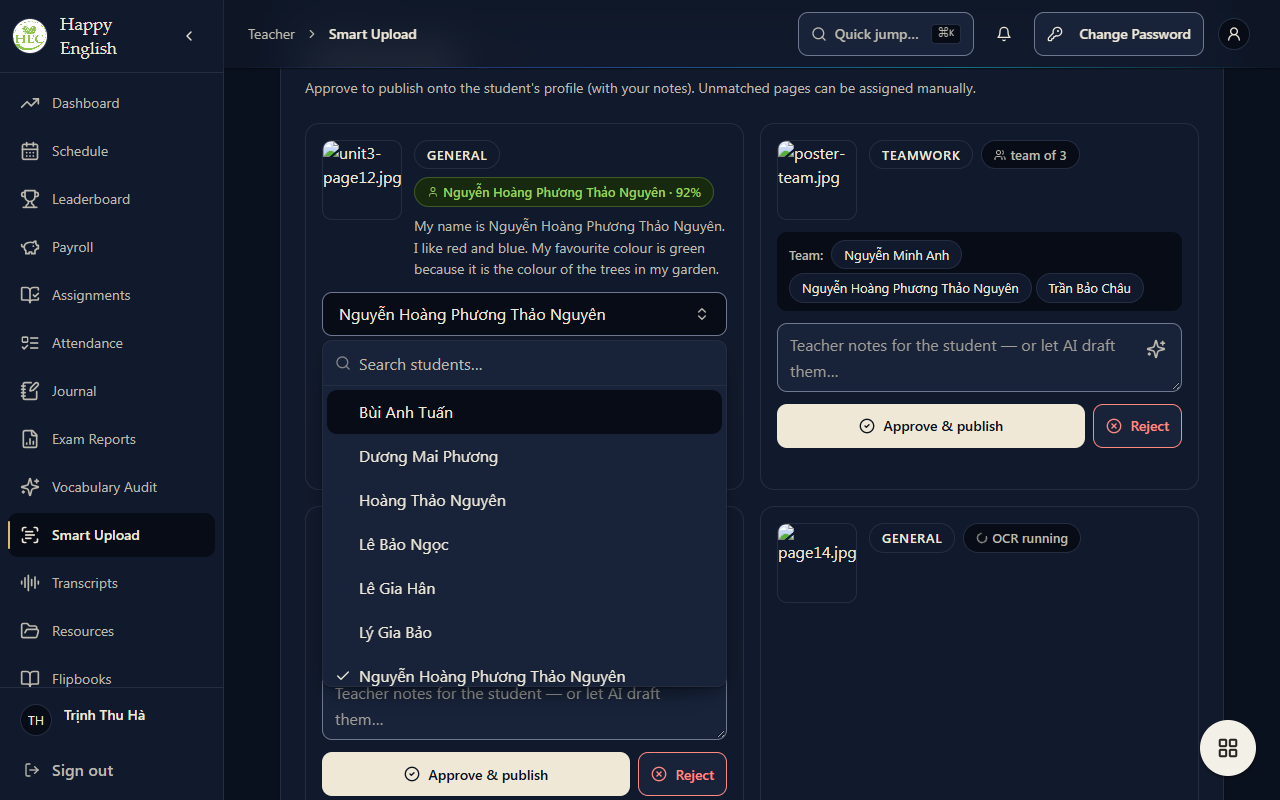 Happy
English
Dashboard
Schedule
Leaderboard
Payroll
Assignments
Attendance
Journal
Exam Reports
Vocabulary Audit
Smart Upload
Transcripts
Resources
Flipbooks
TH
Trịnh Thu Hà
Sign out
Teacher > Smart Upload
Quick jump...
⌘K
Change Password
Approve to publish onto the student's profile (with your notes). Unmatched pages can be assigned manually.
unit3-
page12.jpg
GENERAL
Nguyễn Hoàng Phương Thảo Nguyên · 92%
My name is Nguyễn Hoàng Phương Thảo Nguyên.
I like red and blue. My favourite colour is green
because it is the colour of the trees in my garden.
Nguyễn Hoàng Phương Thảo Nguyên
Search students...
Bùi Anh Tuấn
Dương Mai Phương
Hoàng Thảo Nguyên
Lê Bảo Ngọc
Lê Gia Hân
Lý Gia Bảo
Nguyễn Hoàng Phương Thảo Nguyên
Teacher notes for the student — or let AI draft
them...
Approve & publish
Reject
poster-
team.jpg
TEAMWORK
team of 3
Team:
Nguyễn Minh Anh
Nguyễn Hoàng Phương Thảo Nguyên
Trần Bảo Châu
Teacher notes for the student — or let AI draft
them...
Approve & publish
Reject
page14.jpg
GENERAL
OCR running